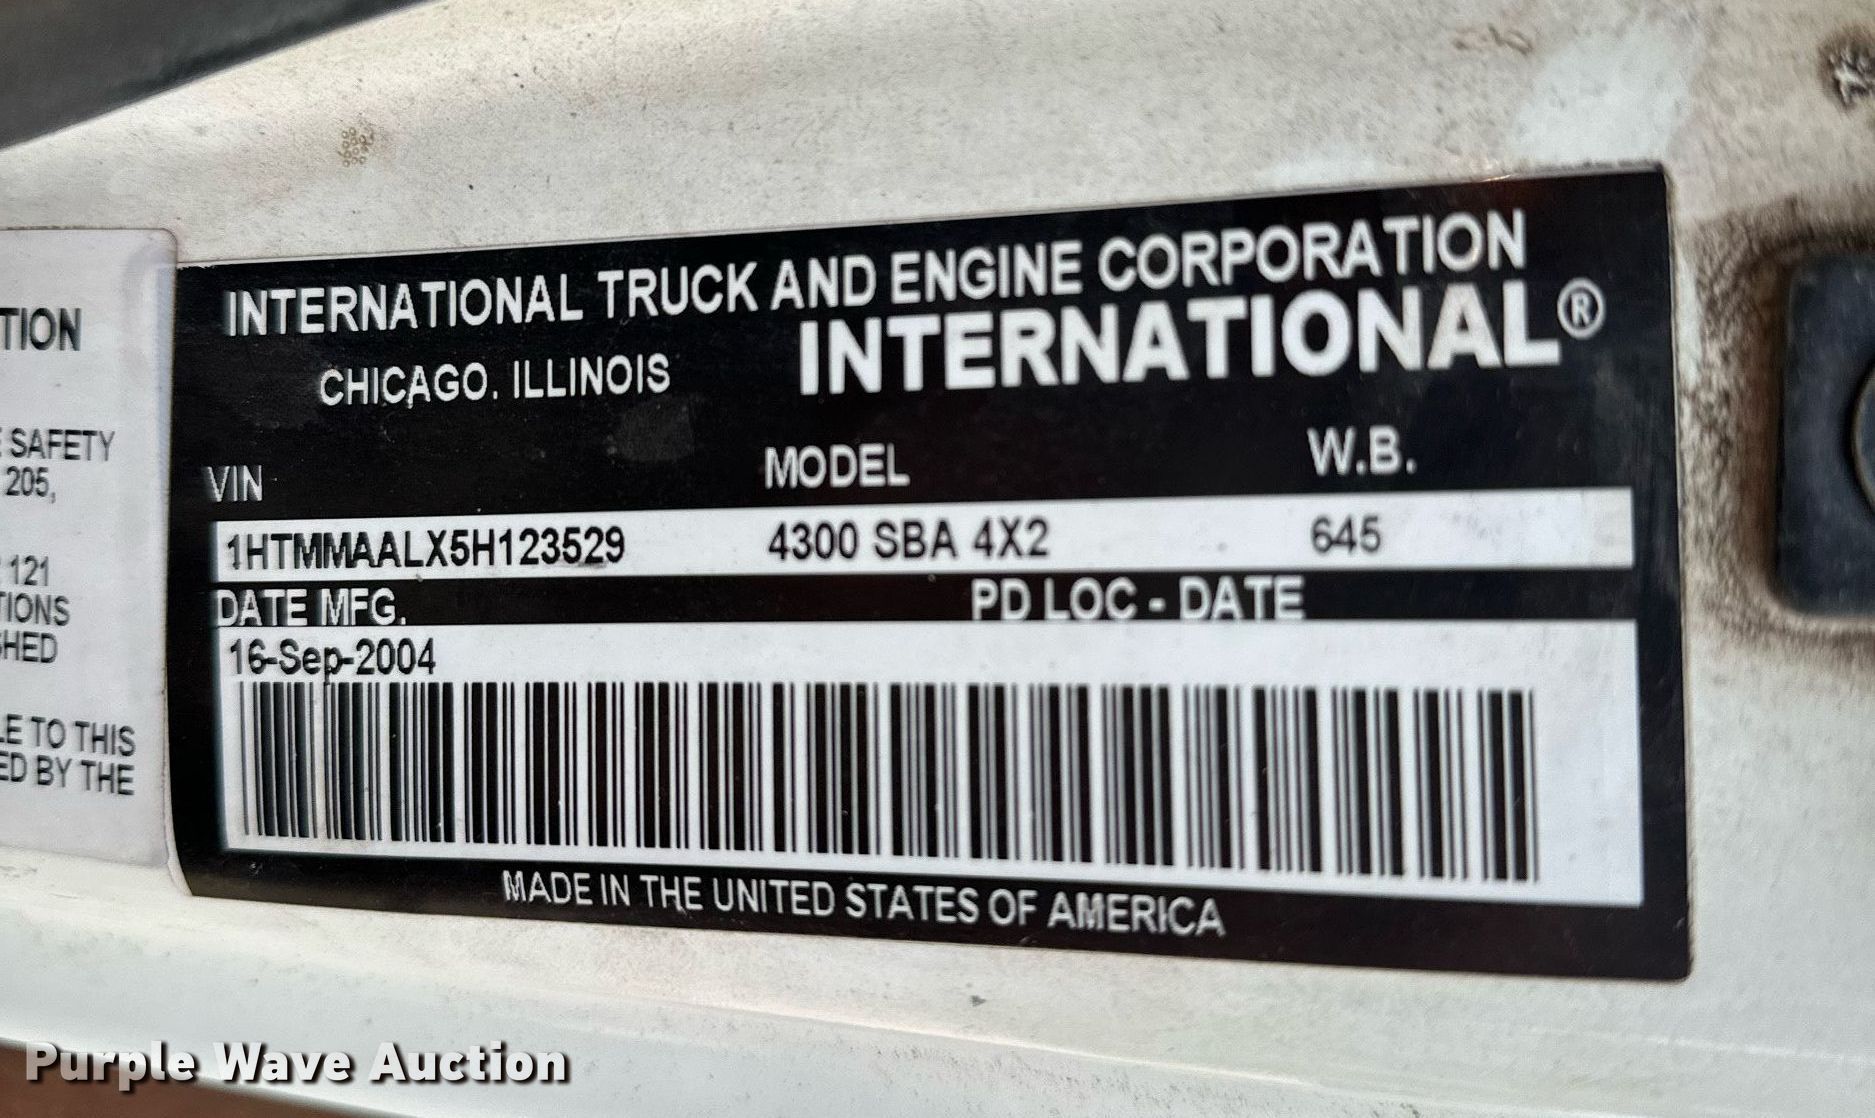 TION
SAFETY
205,
121
TIONS
SHED
LE TO THIS
ED BY THE
INTERNATIONAL TRUCK AND ENGINE CORPORATION
CHICAGO, ILLINOIS
INTERNATIONAL®
VIN MODEL W.B.
1HTMMAALX5H123529 4300 SBA 4X2 645
DATE MFG. PD LOC - DATE
16-Sep-2004
MADE IN THE UNITED STATES OF AMERICA
Purple Wave Auction